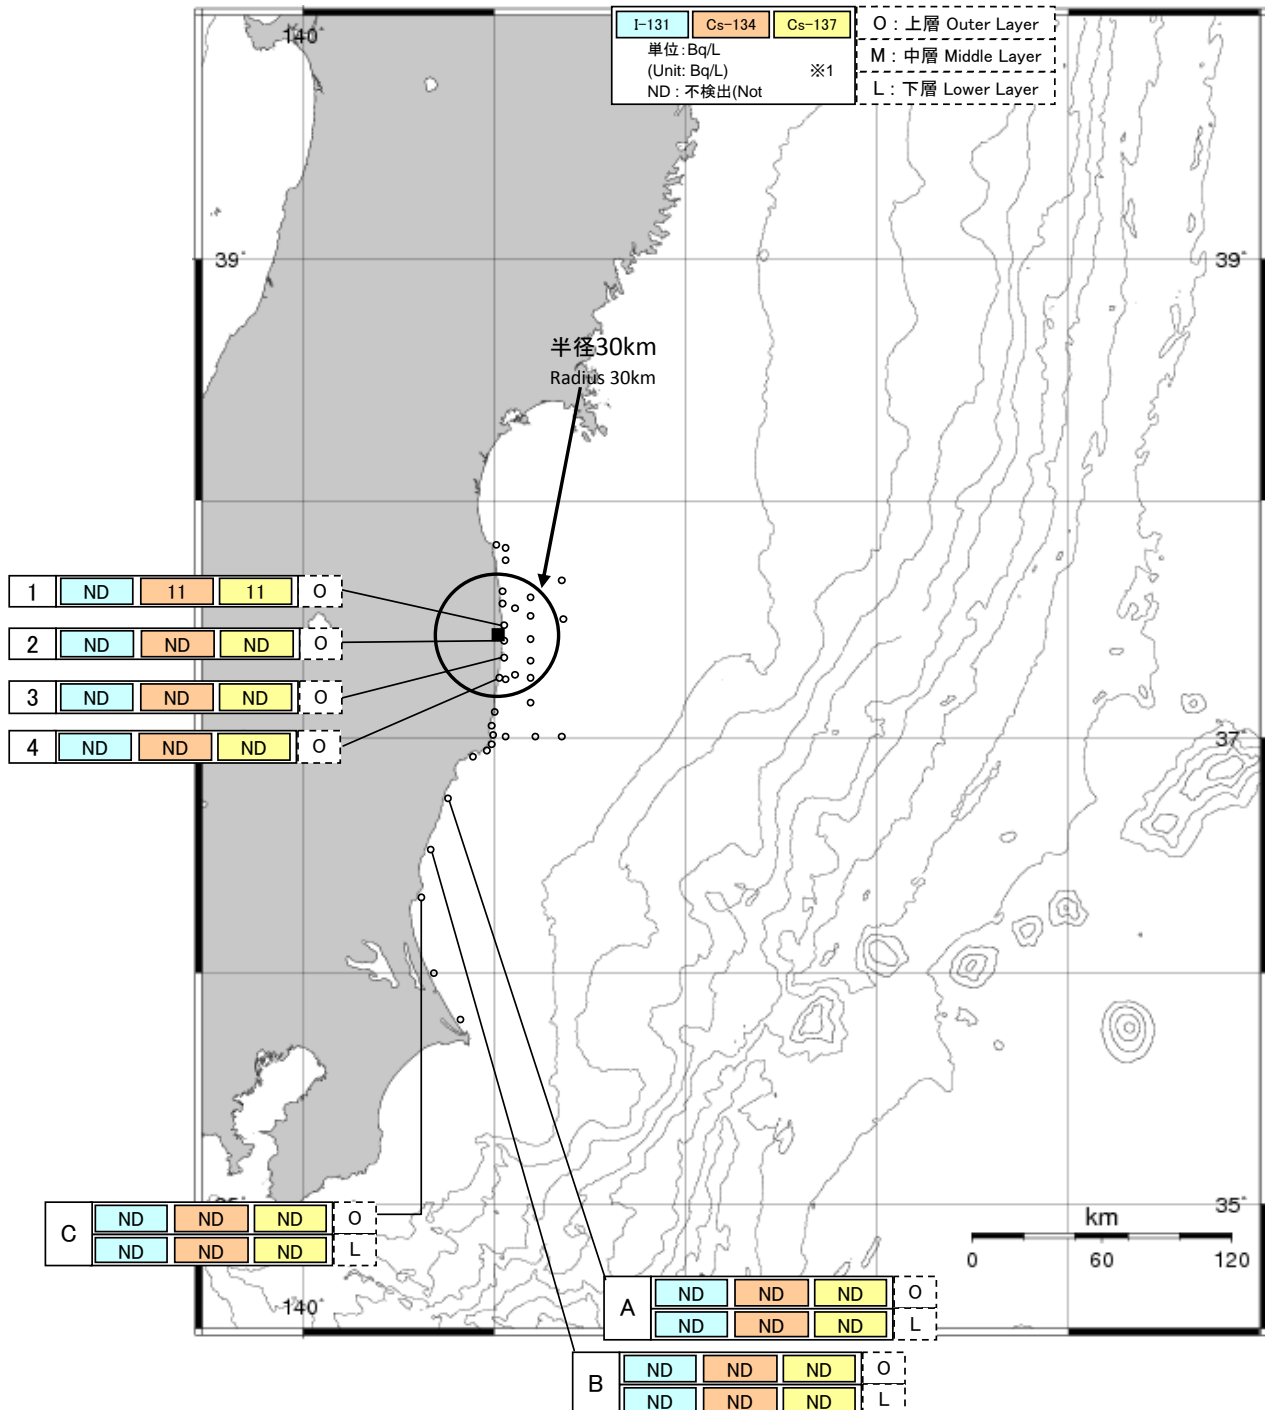 140°
I-131 Cs-134 Cs-137
単位:Bq/L
(Unit: Bq/L) ※1
ND : 不検出(Not
O : 上層 Outer Layer
M : 中層 Middle Layer
L : 下層 Lower Layer
39° 39°
半径30km
Radius 30km
1 ND 11 11 O
2 ND ND ND O
3 ND ND ND O
4 ND ND ND O
37°
C ND ND ND O
ND ND ND L
35°
km
0 60 120
140°
A ND ND ND O
ND ND ND L
B ND ND ND O
ND ND ND L